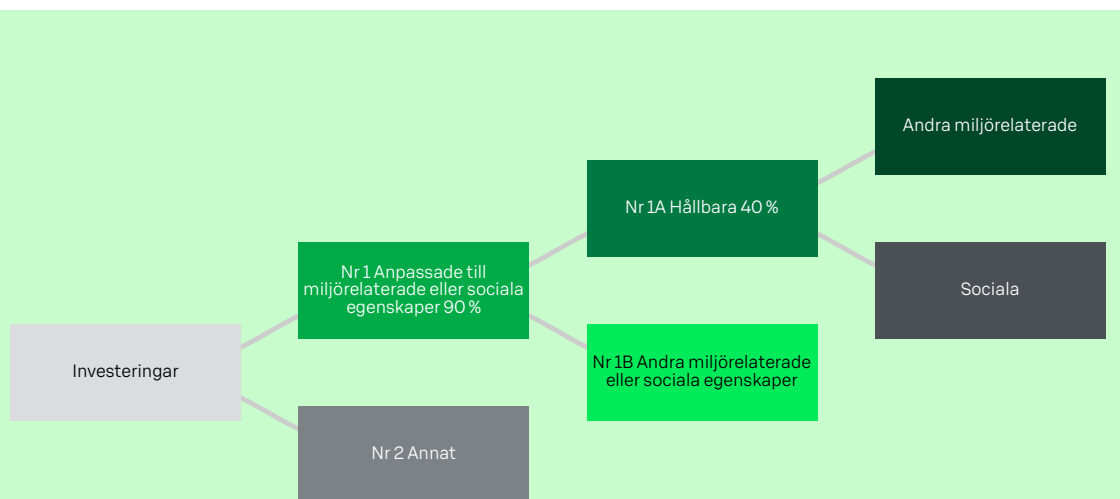 Andra miljörelaterade
Nr 1A Hållbara 40 %
Nr 1 Anpassade till
miljörelaterade eller sociala
egenskaper 90 %
Sociala
Investeringar
Nr 1B Andra miljörelaterade
eller sociala egenskaper
Nr 2 Annat